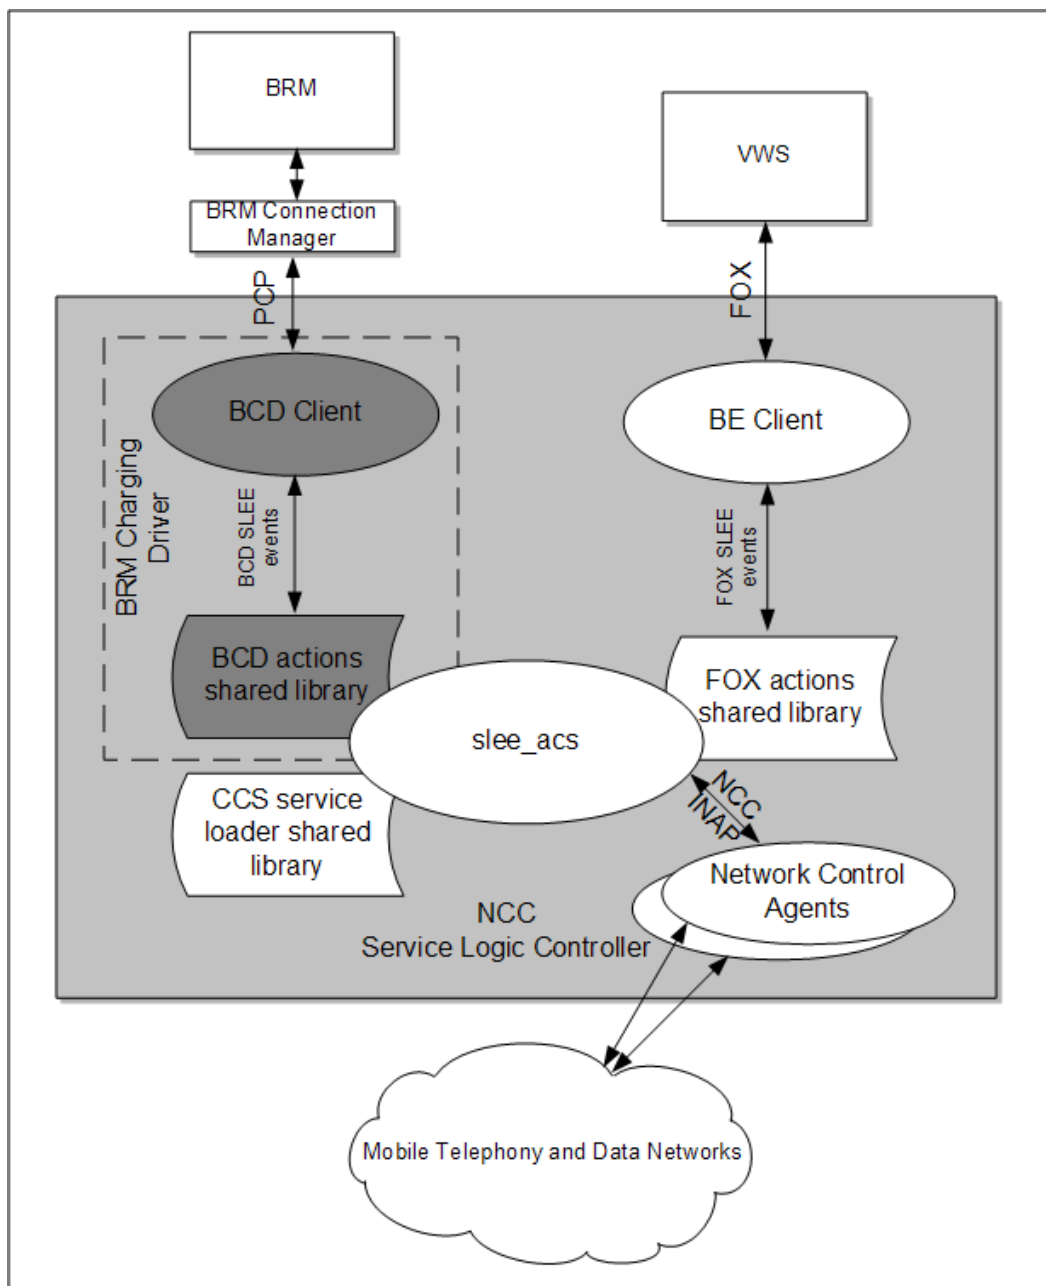 BRM
VWS
BRM Connection
Manager
PCP
FOX
BCD Client
BE Client
BRM Charging
Driver
BCD SLEE
events
FOX SLEE
events
BCD actions
shared library
FOX actions
shared library
slee_acs
CCS service
loader shared
library
NCC
INAP
Network Control
Agents
NCC
Service Logic Controller
Mobile Telephony and Data Networks